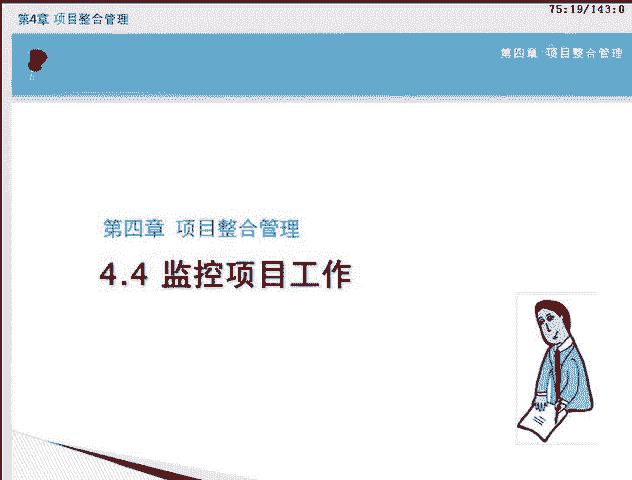 75:19/143:0
第4章 项目整合管理
第四章 项目整合管理
第四章 项目整合管理
4.4 监控项目工作